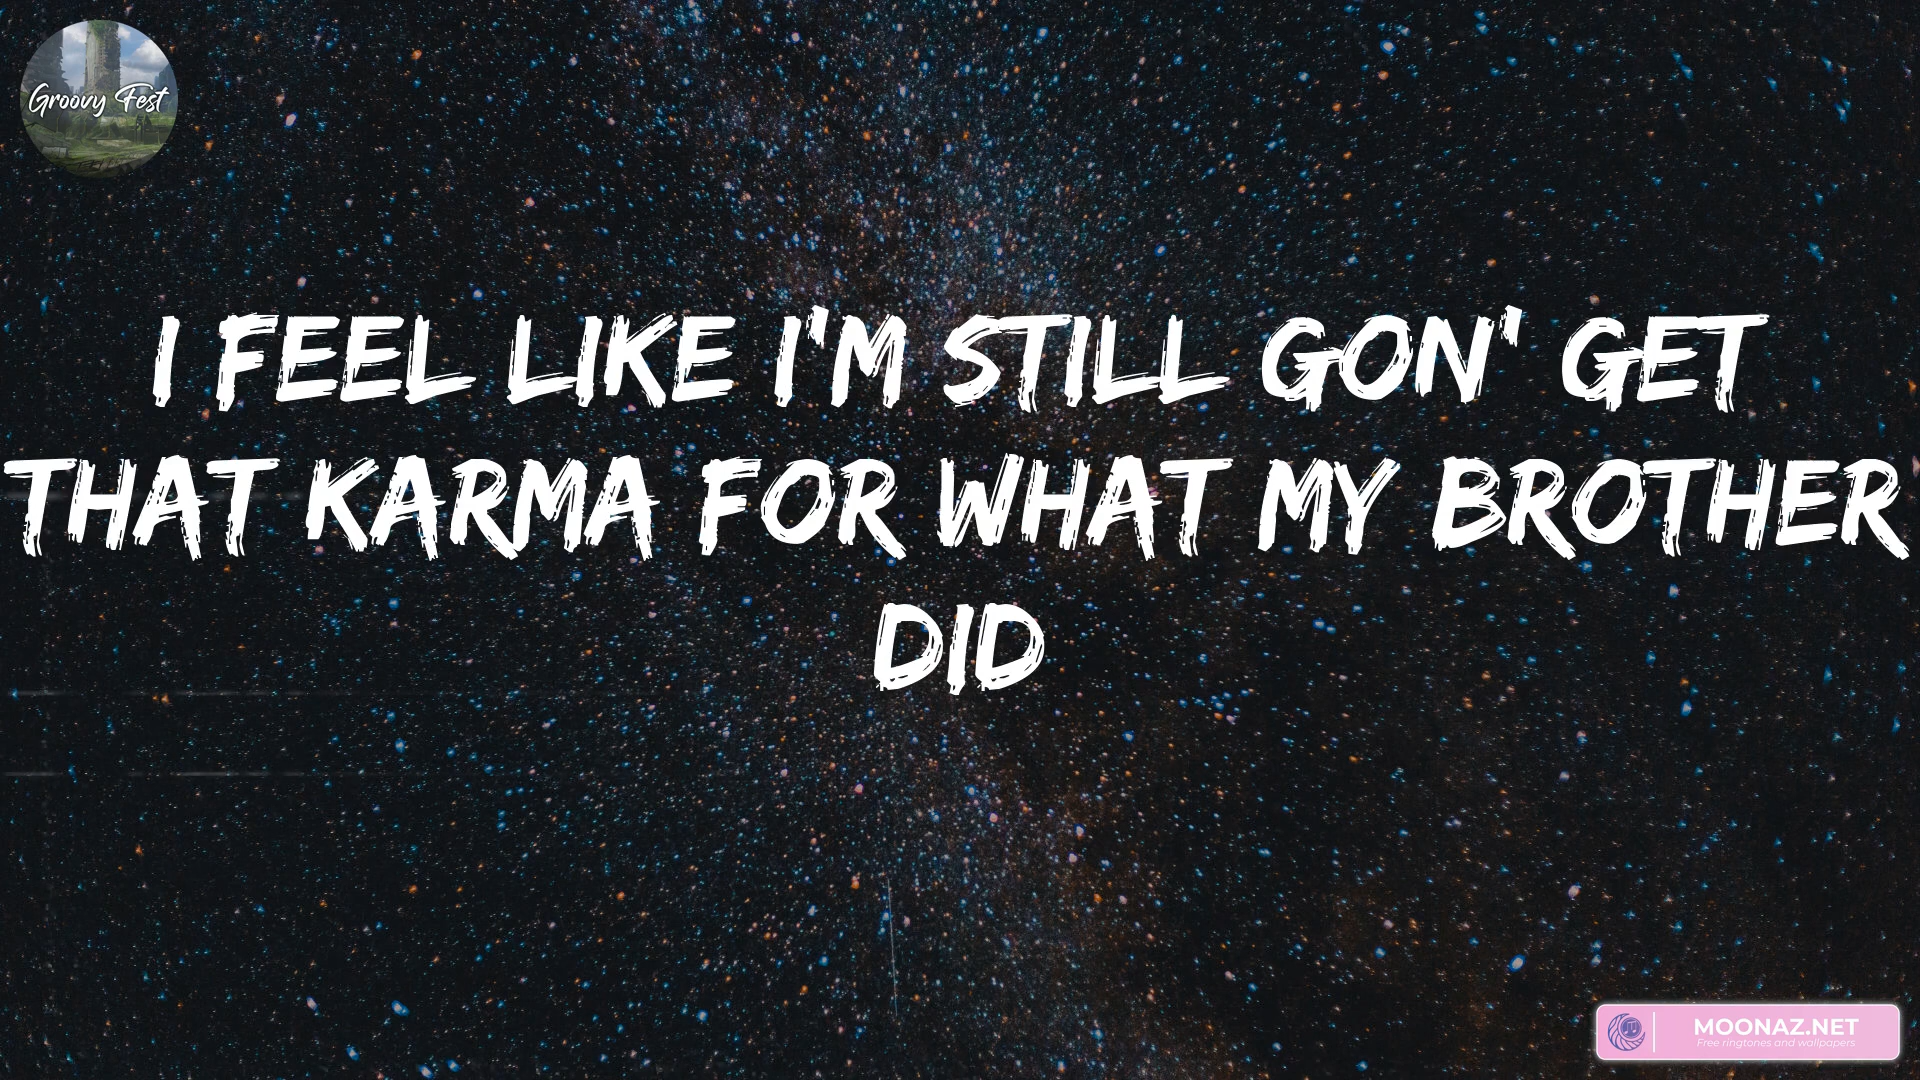 Groovy Fest
I FEEL LIKE I'M STILL GON' GET
THAT KARMA FOR WHAT MY BROTHER
DID
MOONAZ.NET
Free ringtones and wallpapers